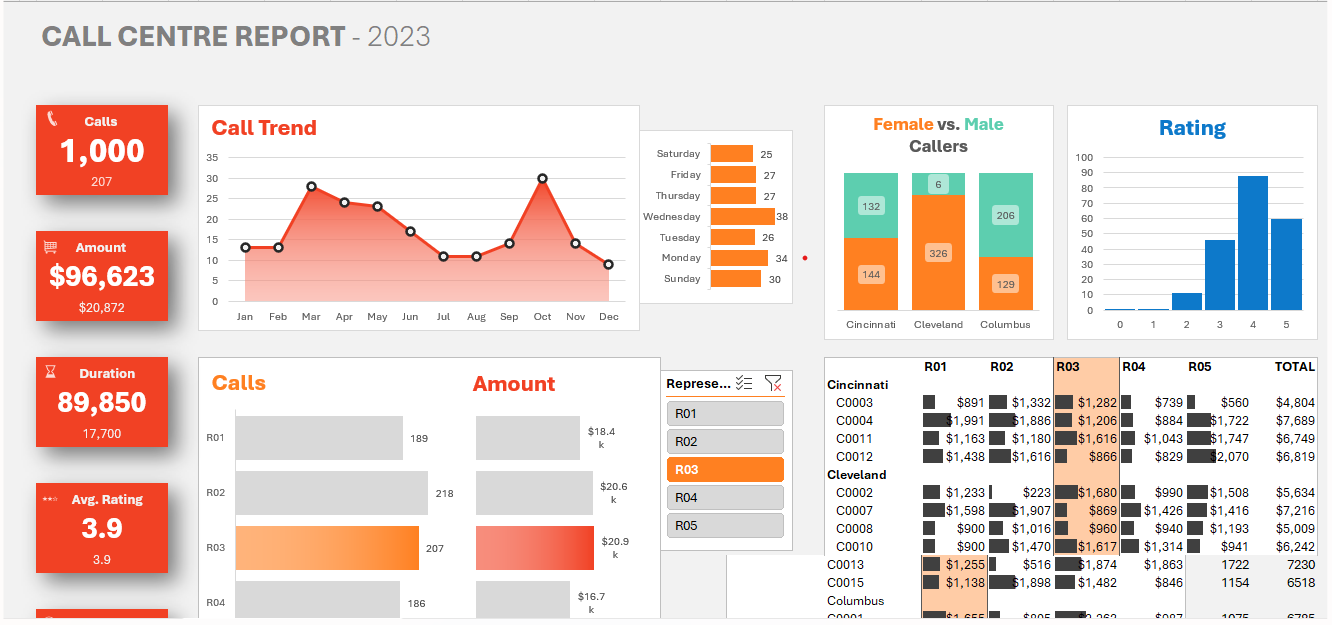 CALL CENTRE REPORT - 2023
Calls
1,000
207
Amount
$96,623
$20,872
Duration
89,850
17,700
Avg. Rating
3.9
3.9
Call Trend
35
30
25
20
15
10
5
0
Jan Feb Mar Apr May Jun Jul Aug Sep Oct Nov Dec
Saturday 25
Friday 27
Thursday 27
Wednesday 38
Tuesday 26
Monday 34
Sunday 30
Female vs. Male
Callers
132 6 206
144 326 129
Cincinnati Cleveland Columbus
Rating
100
90
80
70
60
50
40
30
20
10
0
0 1 2 3 4 5
Calls
R01 189
R02 218
R03 207
R04 186
Amount
$18.4
k
$20.6
k
$20.9
k
$16.7
k
Represe...
R01
R02
R03
R04
R05
R01 R02 R03 R04 R05 TOTAL
Cincinnati
C0003 $891 $1,332 $1,282 $739 $560 $4,804
C0004 $1,991 $1,886 $1,206 $884 $1,722 $7,689
C0011 $1,163 $1,180 $1,616 $1,043 $1,747 $6,749
C0012 $1,438 $1,616 $866 $829 $2,070 $6,819
Cleveland
C0002 $1,233 $223 $1,680 $990 $1,508 $5,634
C0007 $1,598 $1,907 $869 $1,426 $1,416 $7,216
C0008 $900 $1,016 $960 $940 $1,193 $5,009
C0010 $900 $1,470 $1,617 $1,314 $941 $6,242
C0013 $1,255 $516 $1,874 $1,863 1722 7230
C0015 $1,138 $1,898 $1,482 $846 1154 6518
Columbus